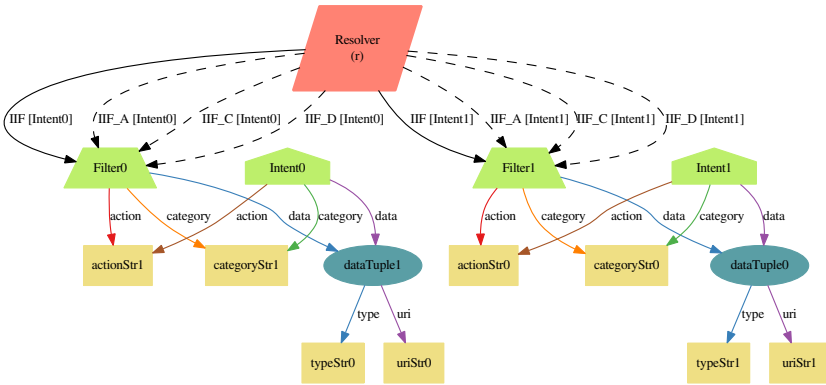 Resolver
(r)
IIF [Intent0]
IIF_A [Intent0]
IIF_C [Intent0]
IIF_D [Intent0]
IIF [Intent1]
IIF_A [Intent1]
IIF_C [Intent1]
IIF_D [Intent1]
Filter0
Intent0
Filter1
Intent1
action
category
action
data
category
data
action
category
action
data
category
data
actionStr1
categoryStr1
dataTuple1
actionStr0
categoryStr0
dataTuple0
type
uri
type
uri
typeStr0
uriStr0
typeStr1
uriStr1